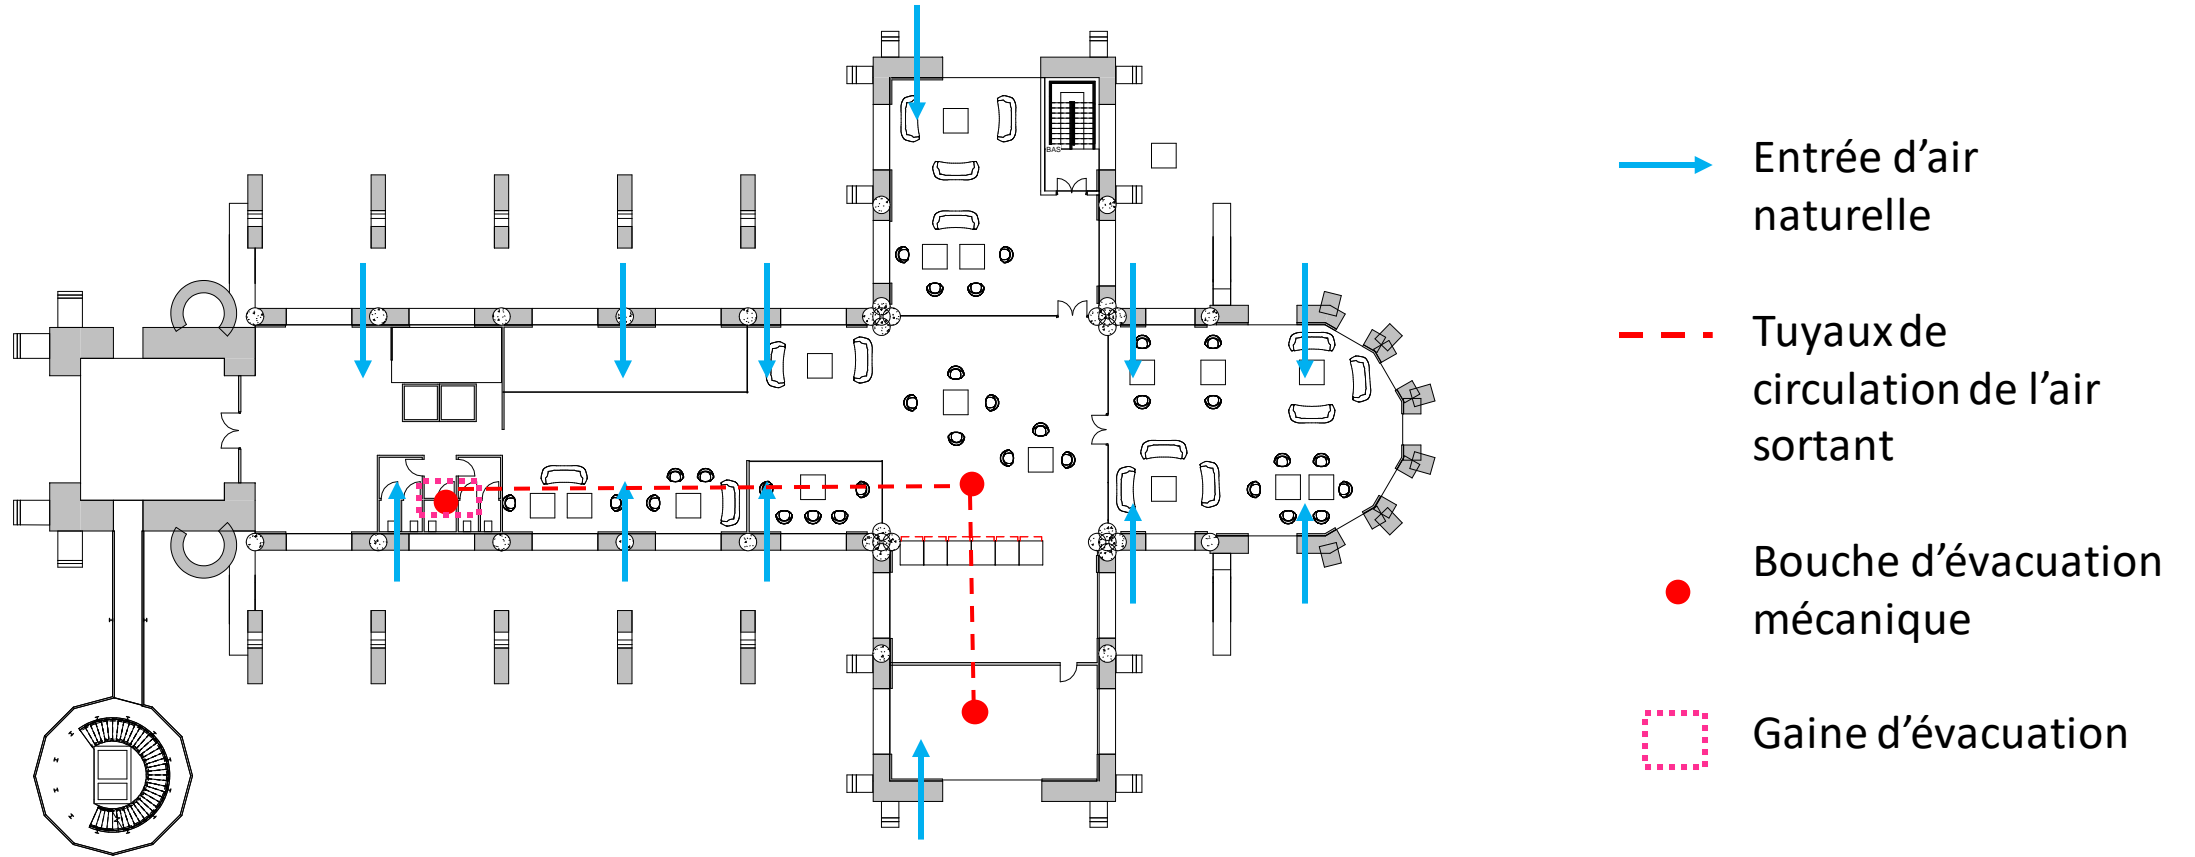 BAS
Entrée d’air
naturelle
Tuyaux de
circulation de l’air
sortant
Bouche d’évacuation
mécanique
Gaine d’évacuation